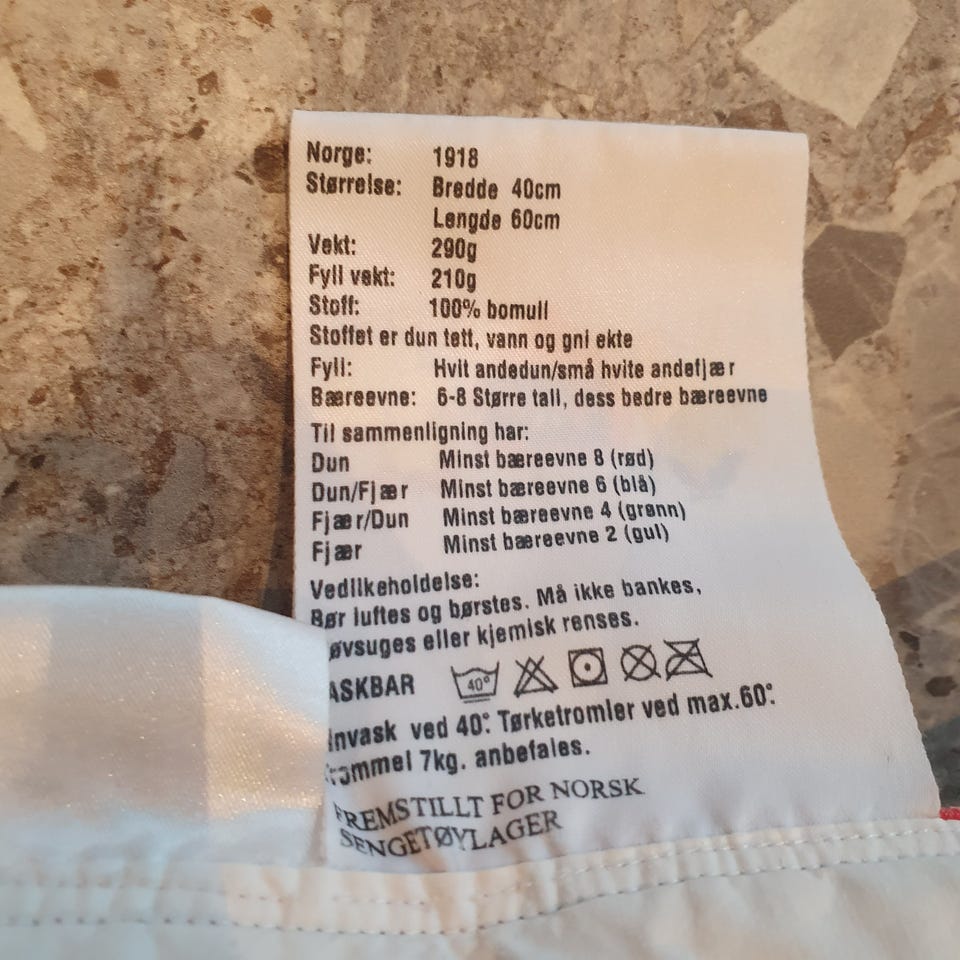 Norge: 1918
Størrelse: Bredde 40cm
Lengde 60cm
Vekt: 290g
Fyll vekt: 210g
Stoff: 100% bomull
Stoffet er dun tett, vann og gni ekte
Fyll: Hvit andedun/små hvite andefjær
Bæreevne: 6-8 Større tall, dess bedre bæreevne
Til sammenligning har:
Dun Minst bæreevne 8 (rød)
Dun/Fjær Minst bæreevne 6 (blå)
Fjær/Dun Minst bæreevne 4 (grønn)
Fjær Minst bæreevne 2 (gul)
Vedlikeholdelse:
Bør luftes og børstes. Må ikke bankes,
øvsuges eller kjemisk renses.
ASKBAR 40°
nvask ved 40°. Tørketromler ved max.60°.
rommel 7kg. anbefales.
FREMSTILLT FOR NORSK
SENGETØYLAGER